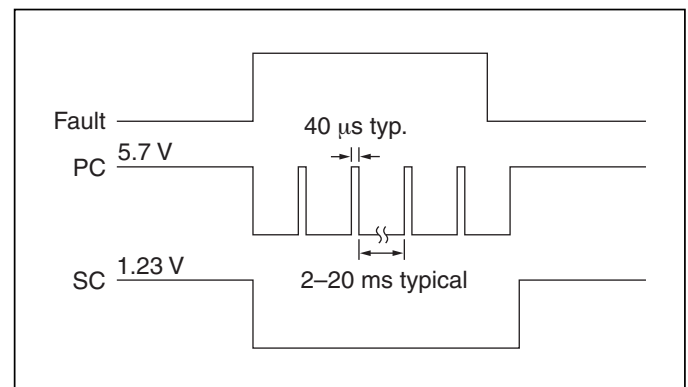 Fault
40 μs typ.
5.7 V
PC
1.23 V
SC
2–20 ms typical